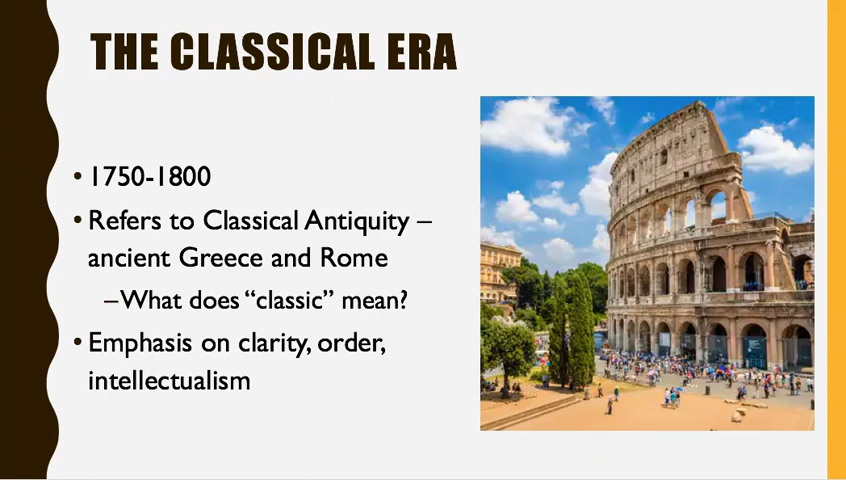 THE CLASSICAL ERA
• 1750-1800
• Refers to Classical Antiquity –
ancient Greece and Rome
–What does “classic” mean?
• Emphasis on clarity, order,
intellectualism